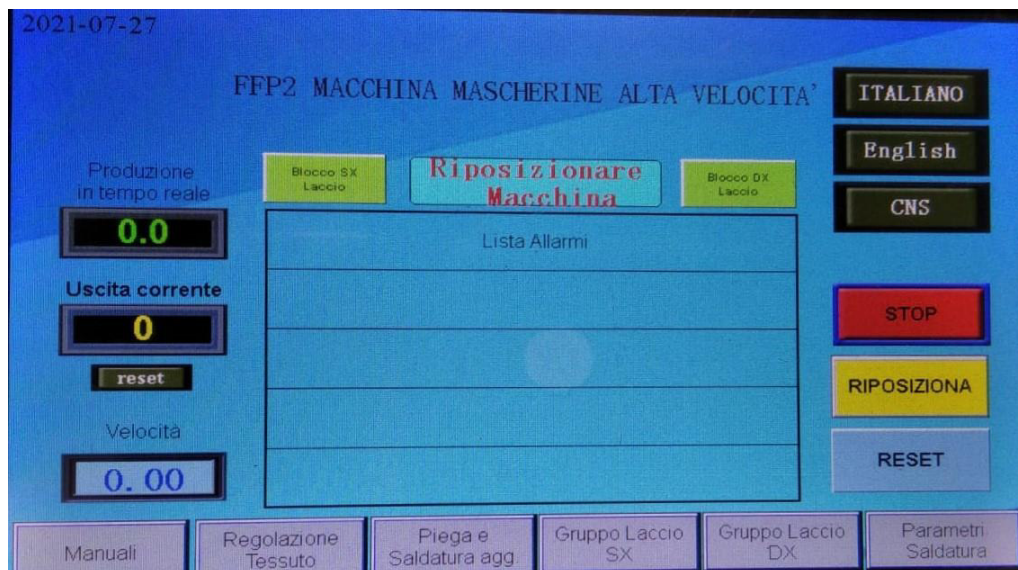 2021-07-27
FFP2 MACCHINA MASCHERINE ALTA VELOCITA'
ITALIANO
English
CNS
Produzione
in tempo reale
0.0
Blocco SX
Laccio
Riposizionare
Macchina
Blocco DX
Laccio
Lista Allarmi
Uscita corrente
0
reset
Velocità
0.00
STOP
RIPOSIZIONA
RESET
Manuali
Regolazione
Tessuto
Piega e
Saldatura agg.
Gruppo Laccio
SX
Gruppo Laccio
DX
Parametri
Saldatura